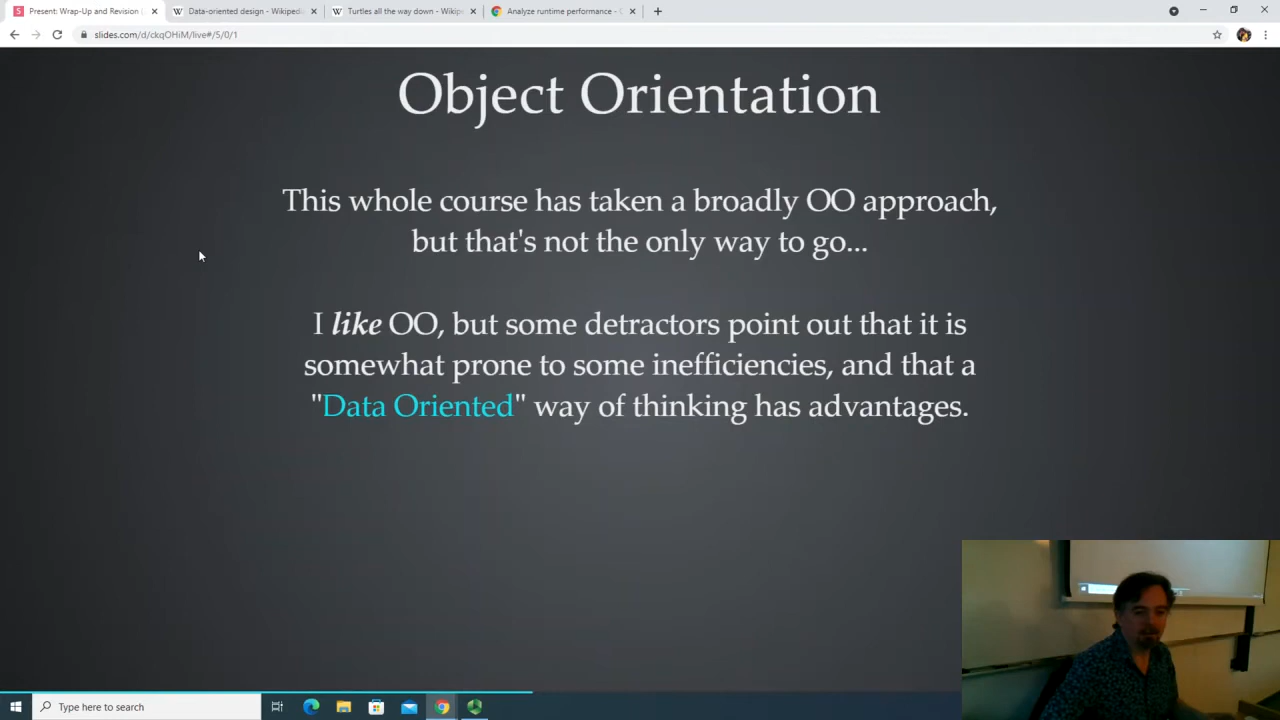 Present: Wrap-Up and Revision
Data-oriented design - Wikipedia
Turtles all the way down - Wikip
Analyze runtime performance -
slides.com/d/ckqOHiM/live#/5/0/1
Object Orientation
This whole course has taken a broadly OO approach,
but that's not the only way to go...
I like OO, but some detractors point out that it is
somewhat prone to some inefficiencies, and that a
"Data Oriented" way of thinking has advantages.
Type here to search